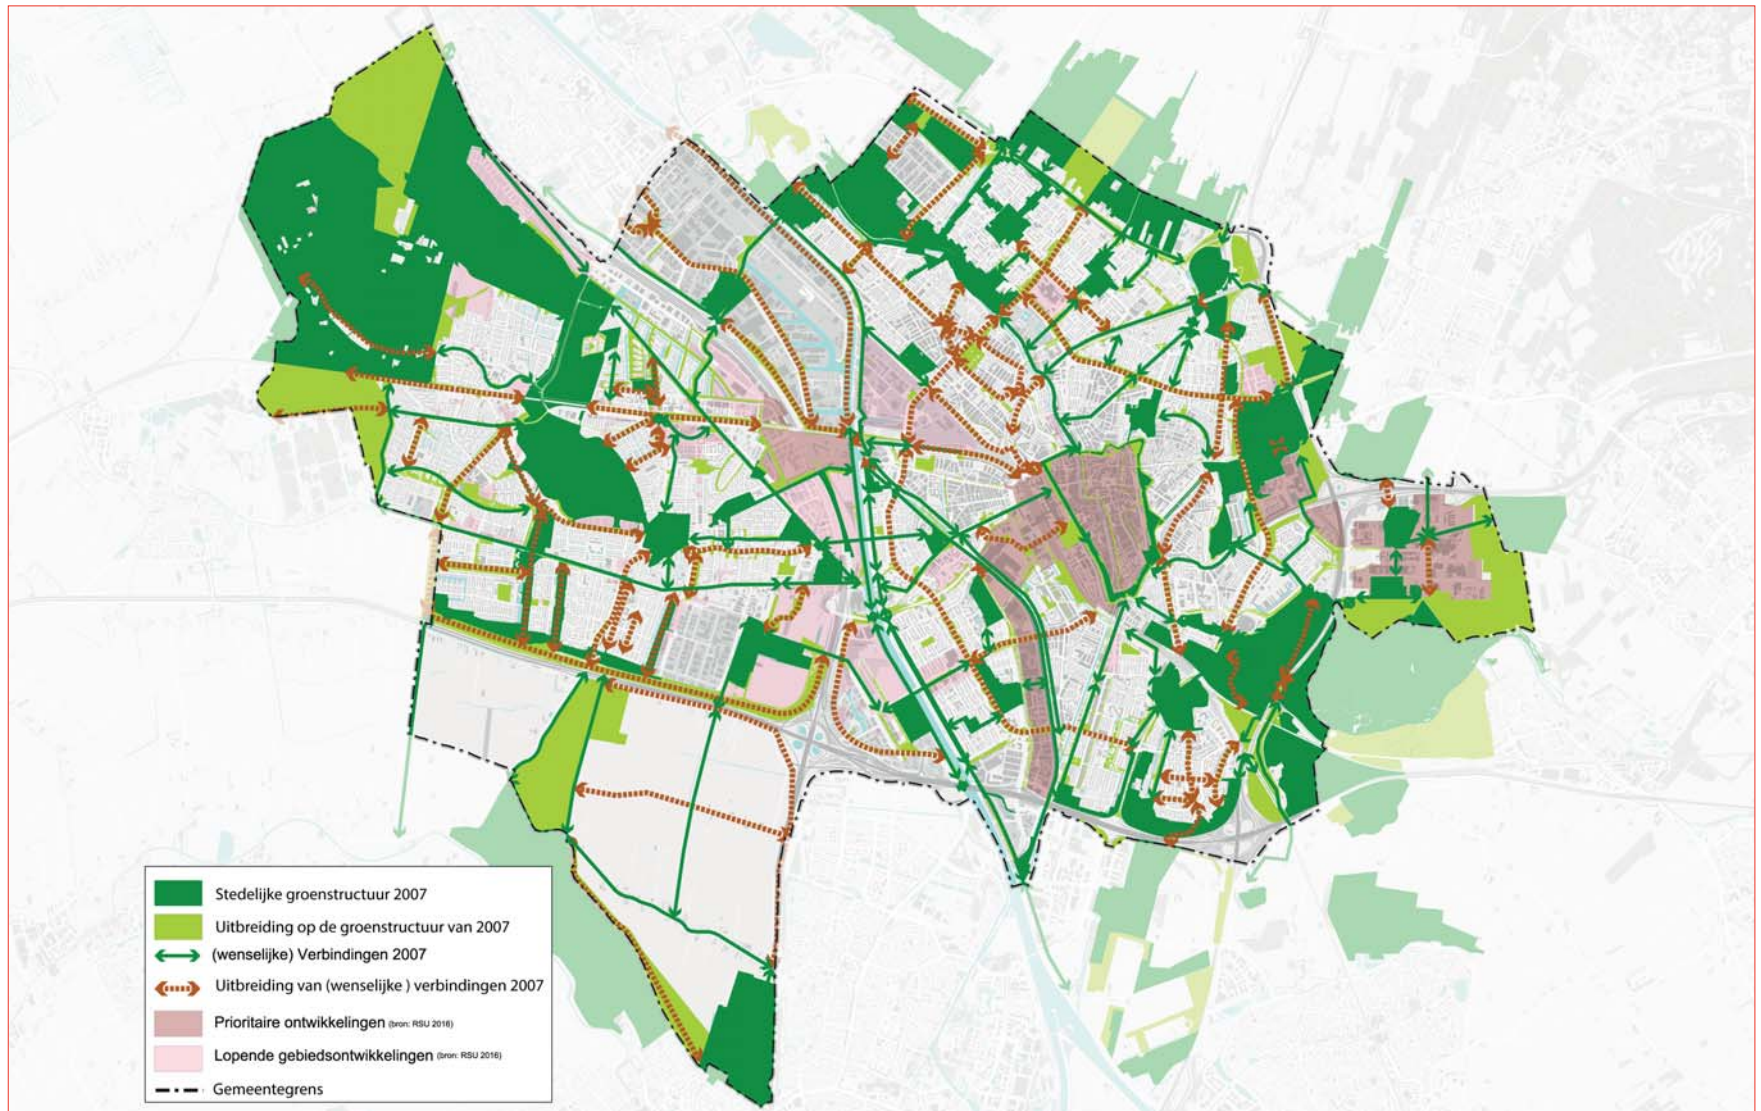 Stedelijke groenstructuur 2007
Uitbreiding op de groenstructuur van 2007
(wenselijke) Verbindingen 2007
Uitbreiding van (wenselijke ) verbindingen 2007
Prioritaire ontwikkelingen (bron: RSU 2016)
Lopende gebiedsontwikkelingen (bron: RSU 2016)
Gemeentegrens